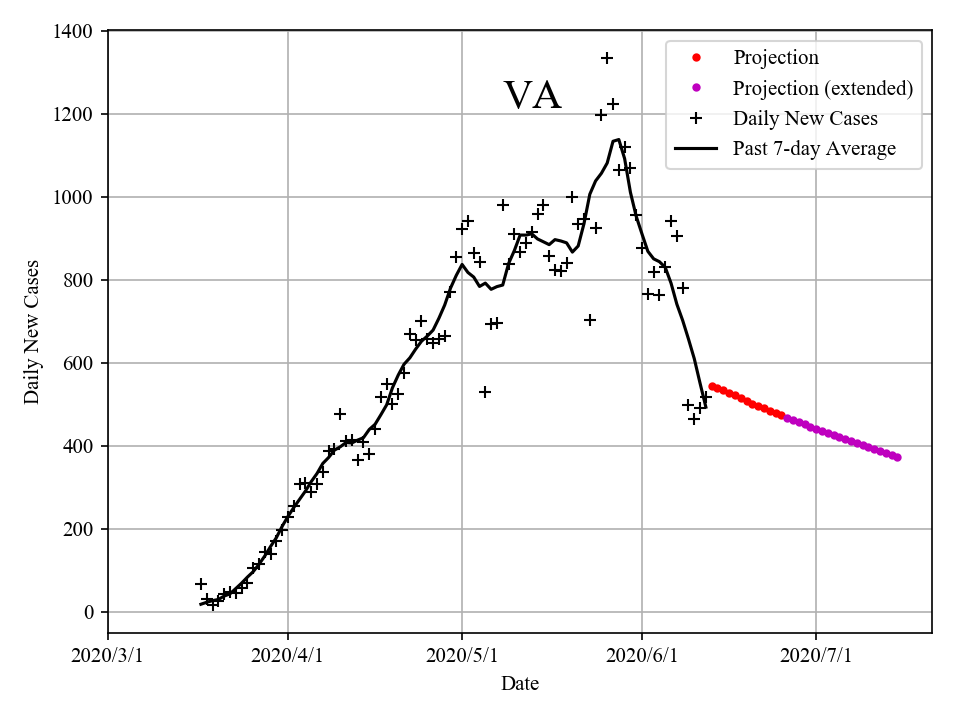 1400
1200
1000
800
600
400
200
0
Daily New Cases
VA
Projection
Projection (extended)
Daily New Cases
Past 7-day Average
2020/3/1
2020/4/1
2020/5/1
2020/6/1
2020/7/1
Date